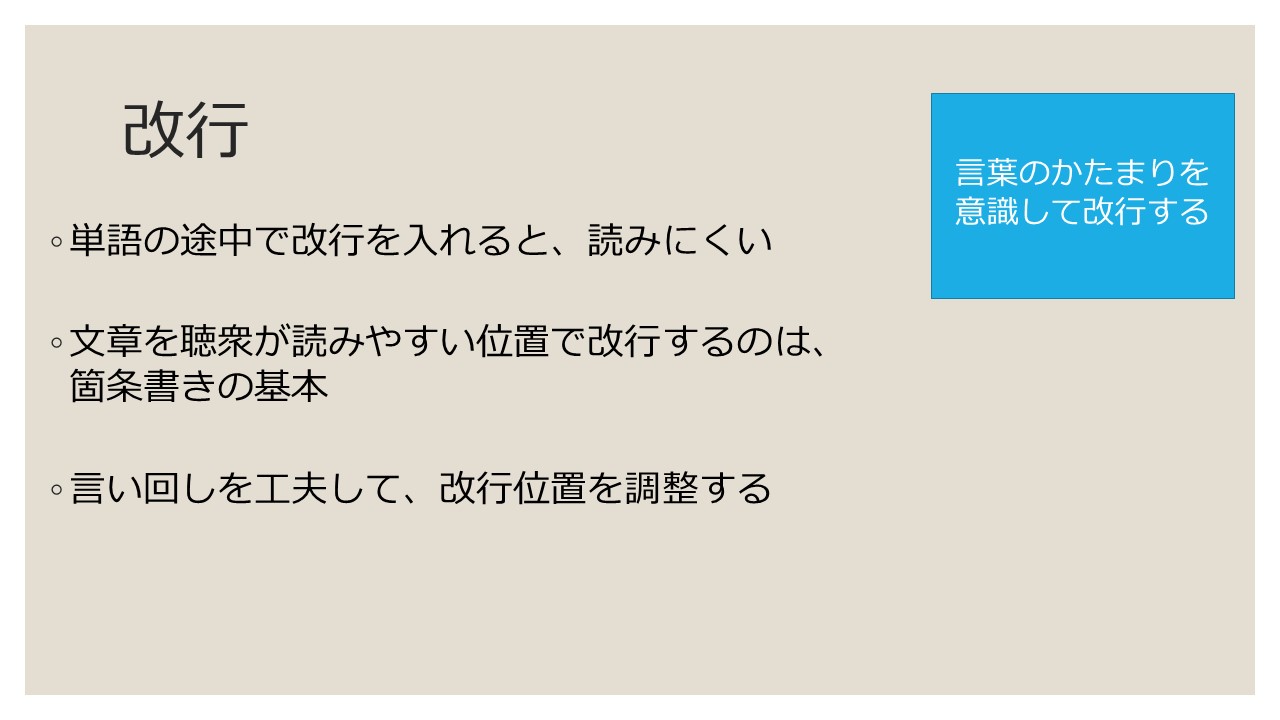 改行
言葉のかたまりを
意識して改行する
◦単語の途中で改行を入れると、読みにくい
◦文章を聴衆が読みやすい位置で改行するのは、
箇条書きの基本
◦言い回しを工夫して、改行位置を調整する